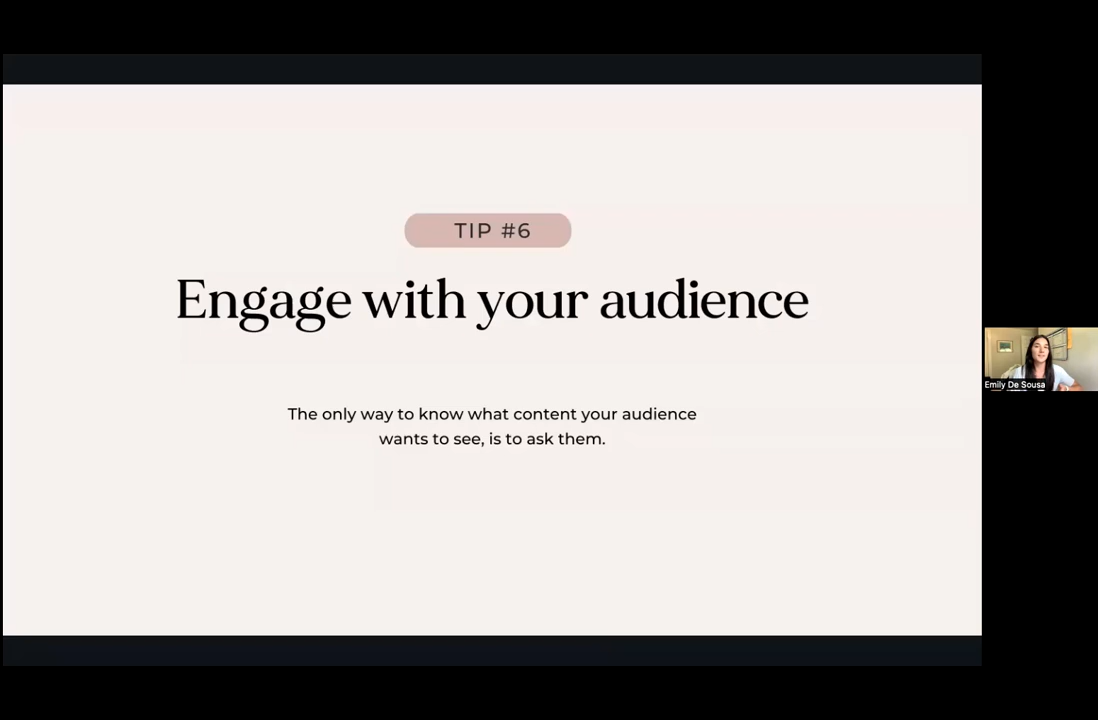 TIP #6
Engage with your audience
The only way to know what content your audience
wants to see, is to ask them.
Emily De Sousa